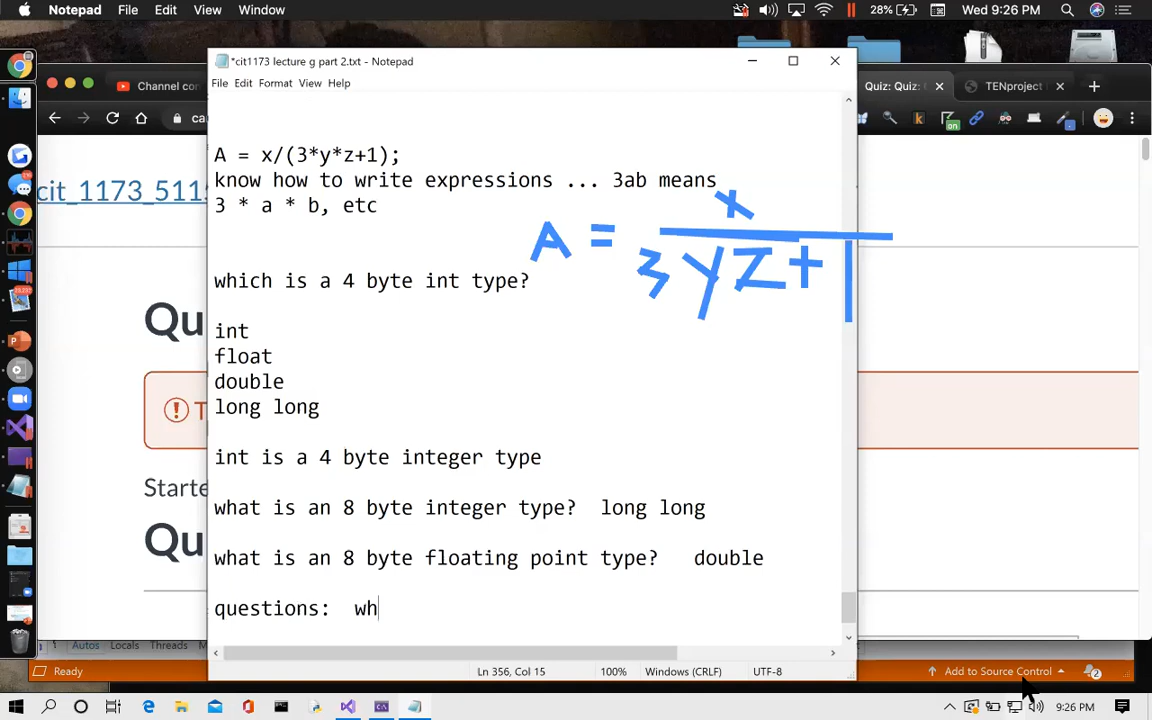 Notepad File Edit View Window 28% Wed 9:26 PM
*cit1173 lecture g part 2.txt - Notepad
File Edit Format View Help
Channel con
Quiz: Quiz:
TENproject
cau
A = x/(3*y*z+1);
know how to write expressions ... 3ab means
3 * a * b, etc
cit_1173_511
x
A = 3yz+1
which is a 4 byte int type?
int
float
double
long long
Qu
T
int is a 4 byte integer type
Starte
what is an 8 byte integer type? long long
Qu
what is an 8 byte floating point type? double
questions: wh
Autos Locals Threads
Ln 356, Col 15 100% Windows (CRLF) UTF-8
Ready
Add to Source Control 2
9:26 PM